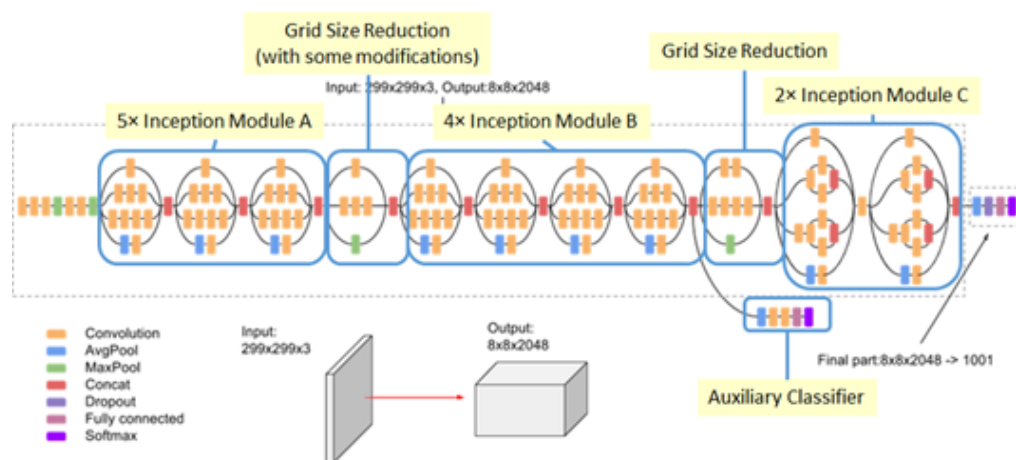 Grid Size Reduction
(with some modifications)
Grid Size Reduction
Input: 299x299x3, Output:8x8x2048
2× Inception Module C
5× Inception Module A
4× Inception Module B
Convolution
AvgPool
MaxPool
Concat
Dropout
Fully connected
Softmax
Input:
299x299x3
Output:
8x8x2048
Final part:8x8x2048 -> 1001
Auxiliary Classifier